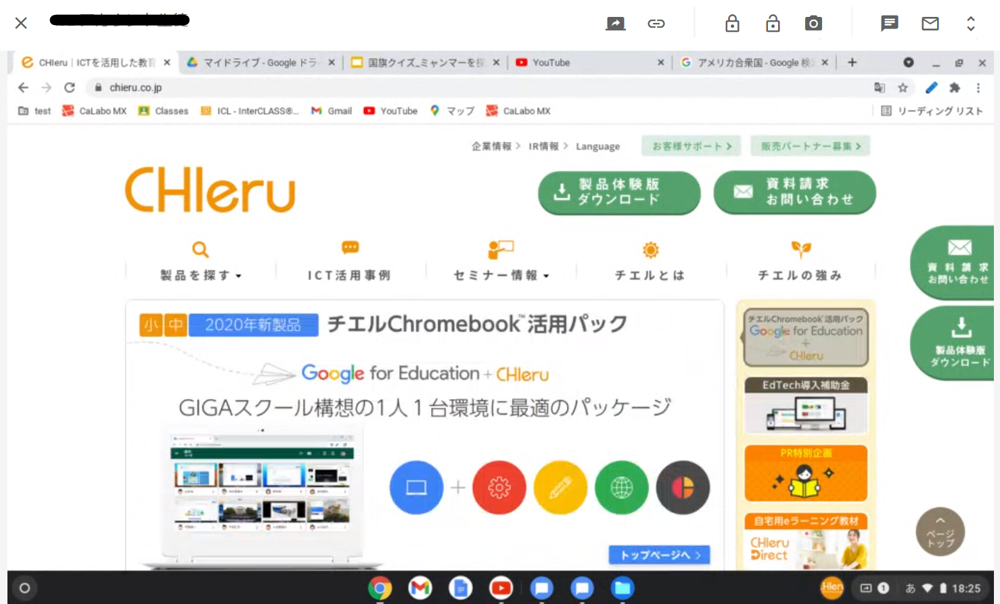 CHIeru | ICTを活用した教育
マイドライブ - Google ドラ
国旗クイズ_ミャンマーを探
YouTube
アメリカ合衆国 - Google 検
chieru.co.jp
test
CaLabo MX
Classes
ICL - InterCLASS®...
Gmail
YouTube
マップ
CaLabo MX
リーディング リスト
企業情報
IR情報
Language
お客様サポート
販売パートナー募集
CHIeru
製品体験版
ダウンロード
資料請求
お問い合わせ
製品を探す
ICT活用事例
セミナー情報
チエルとは
チエルの強み
資料請求
お問い合わせ
製品体験版
ダウンロード
小 中 2020年新製品 チエルChromebook™活用パック
Google for Education + CHIeru
GIGAスクール構想の1人1台環境に最適のパッケージ
トップページへ
チエルChromebook™活用パック
Google for Education
+
CHIeru
EdTech導入補助金
PR特別企画
自宅用eラーニング教材
CHIeru
Direct
ページ
トップ
1
あ
18:25